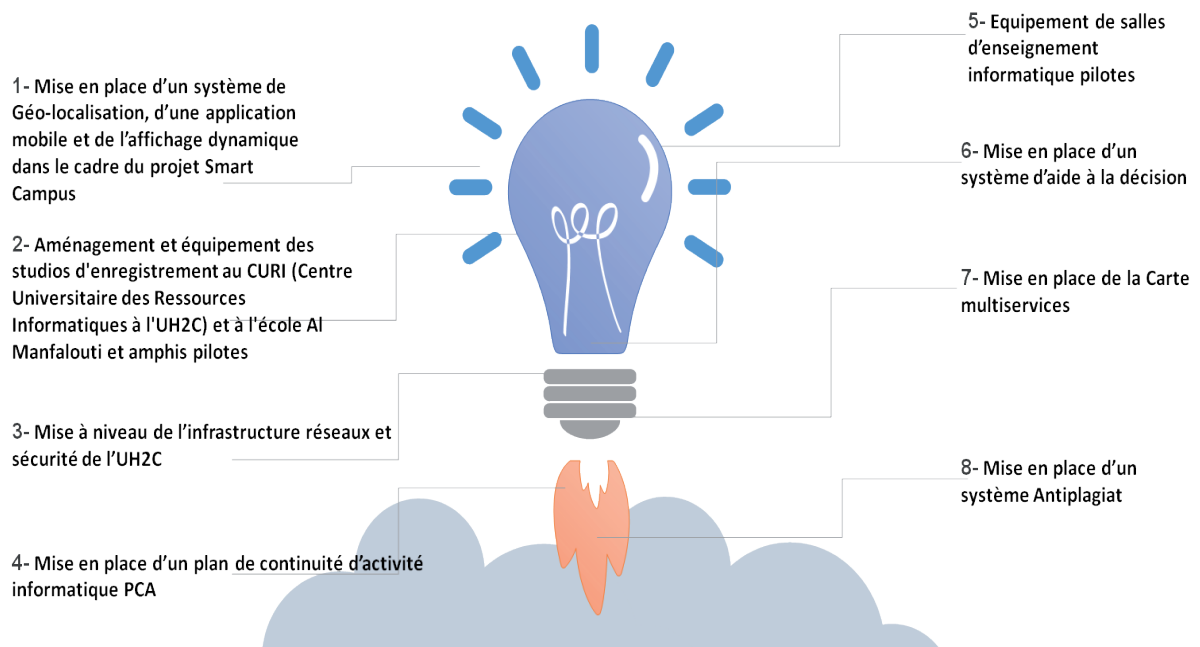 1- Mise en place d’un système de
Géo-localisation, d’une application
mobile et de l’affichage dynamique
dans le cadre du projet Smart
Campus
2- Aménagement et équipement des
studios d'enregistrement au CURI (Centre
Universitaire des Ressources
Informatiques à l'UH2C) et à l'école Al
Manfalouti et amphis pilotes
3- Mise à niveau de l’infrastructure réseaux et
sécurité de l’UH2C
4- Mise en place d’un plan de continuité d’activité
informatique PCA
5- Equipement de salles
d’enseignement
informatique pilotes
6- Mise en place d’un
système d’aide à la décision
7- Mise en place de la Carte
multiservices
8- Mise en place d’un
système Antiplagiat